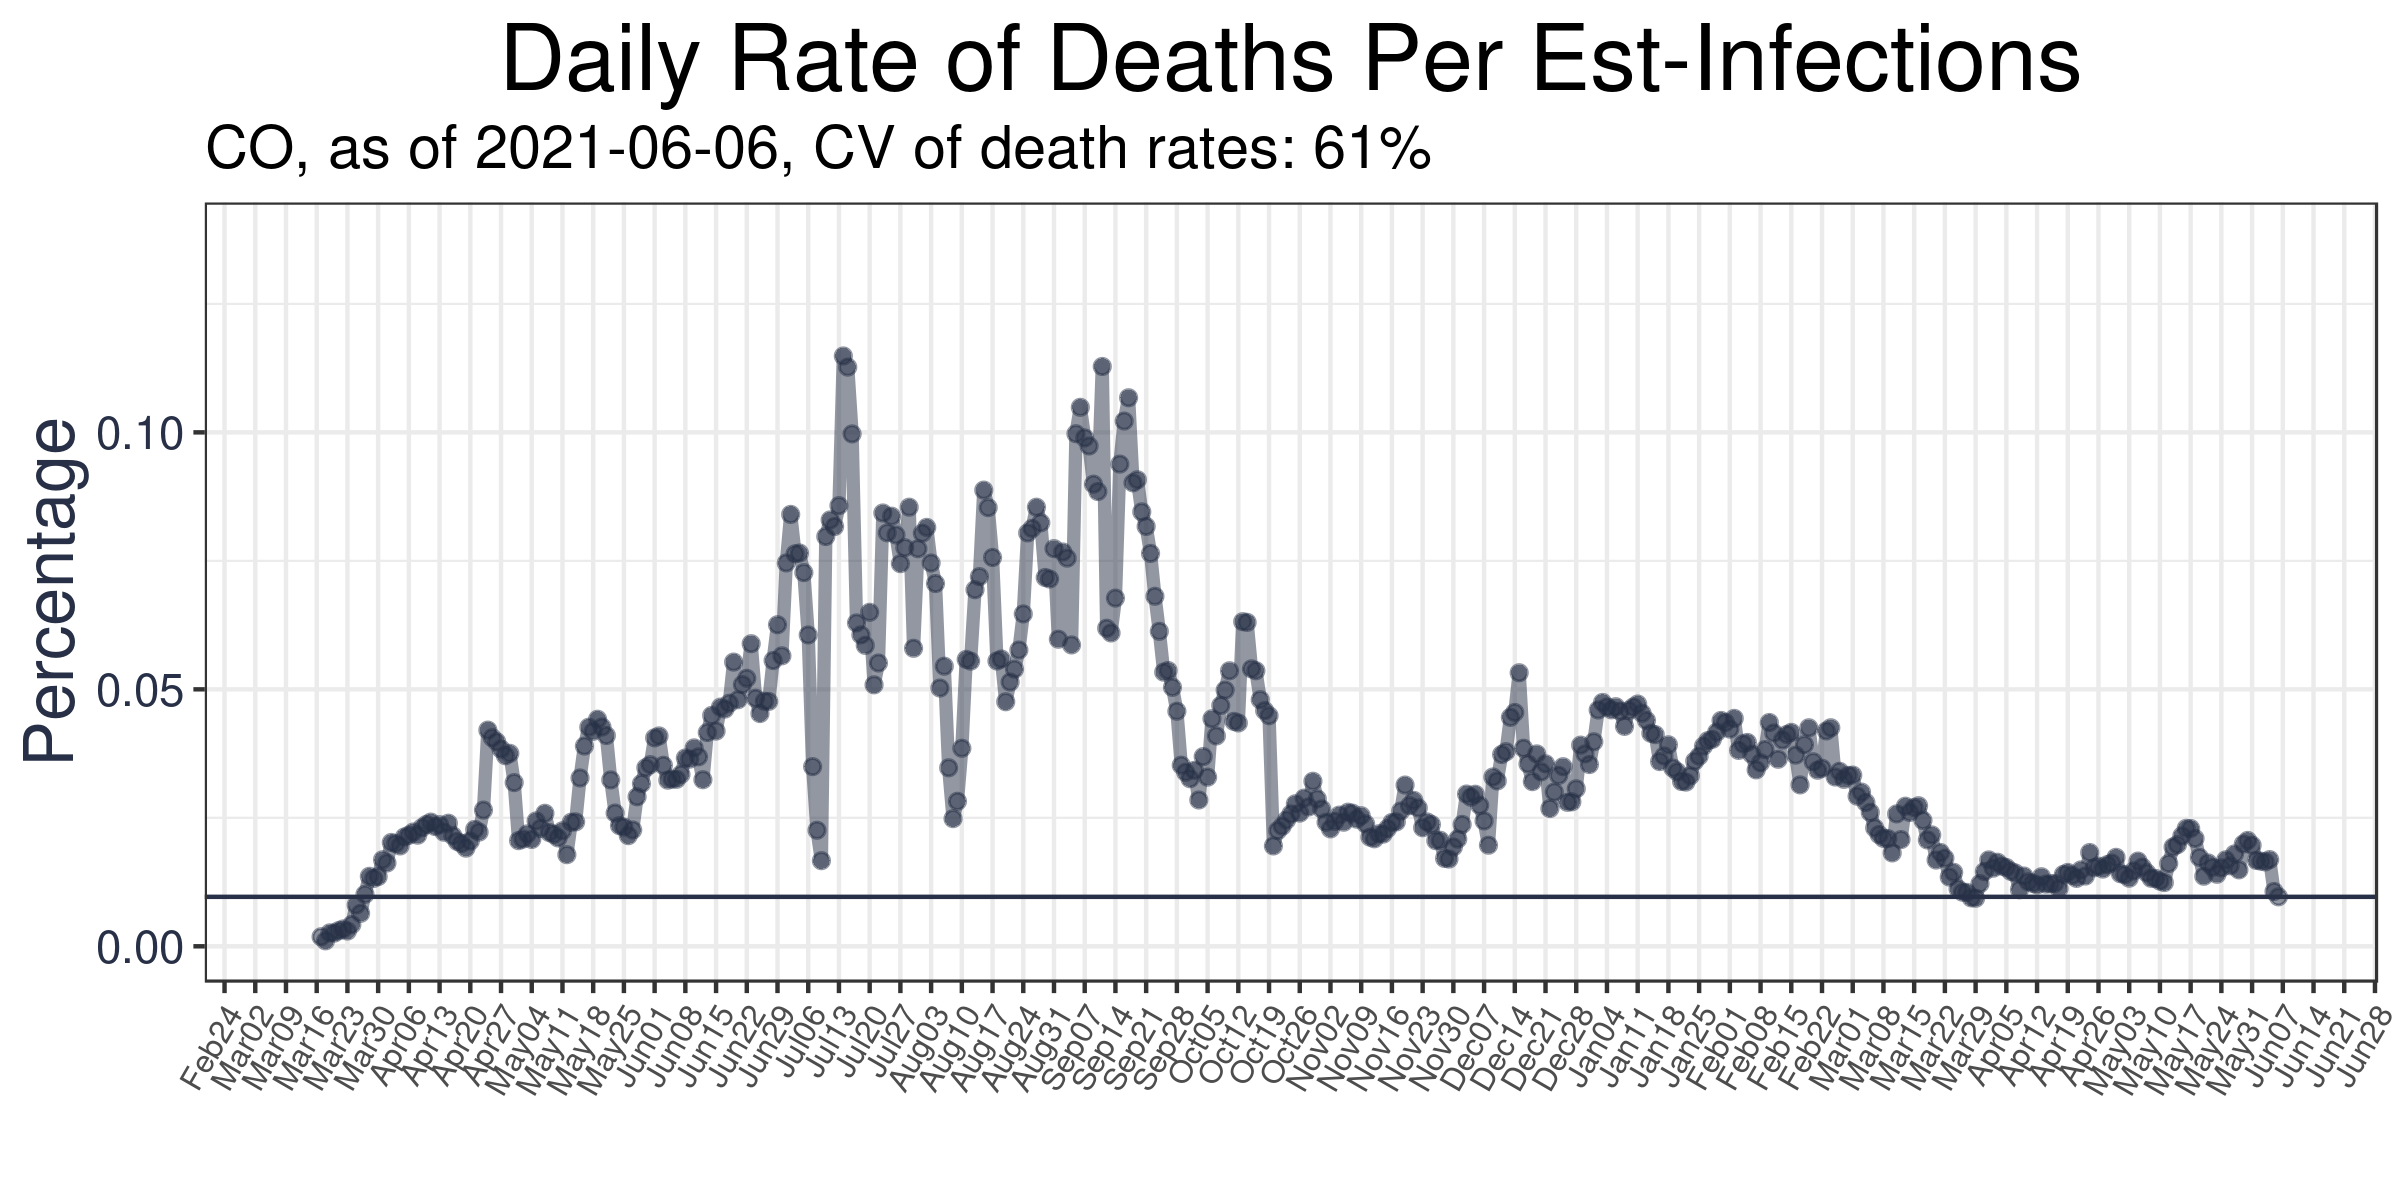 Daily Rate of Deaths Per Est-Infections
CO, as of 2021-06-06, CV of death rates: 61%
Percentage
0.10
0.05
0.00
Feb24
Mar02
Mar09
Mar16
Mar23
Mar30
Apr06
Apr13
Apr20
Apr27
May04
May11
May18
May25
Jun01
Jun08
Jun15
Jun22
Jun29
Jul06
Jul13
Jul20
Jul27
Aug03
Aug10
Aug17
Aug24
Aug31
Sep07
Sep14
Sep21
Sep28
Oct05
Oct12
Oct19
Oct26
Nov02
Nov09
Nov16
Nov23
Nov30
Dec07
Dec14
Dec21
Dec28
Jan04
Jan11
Jan18
Jan25
Feb01
Feb08
Feb15
Feb22
Mar01
Mar08
Mar15
Mar22
Mar29
Apr05
Apr12
Apr19
Apr26
May03
May10
May17
May24
May31
Jun07
Jun14
Jun21
Jun28